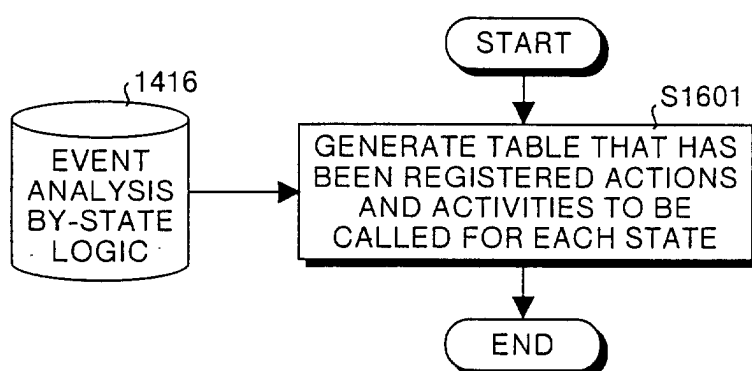 START
1416
S1601
EVENT
ANALYSIS
BY-STATE
LOGIC
GENERATE TABLE THAT HAS
BEEN REGISTERED ACTIONS
AND ACTIVITIES TO BE
CALLED FOR EACH STATE
END